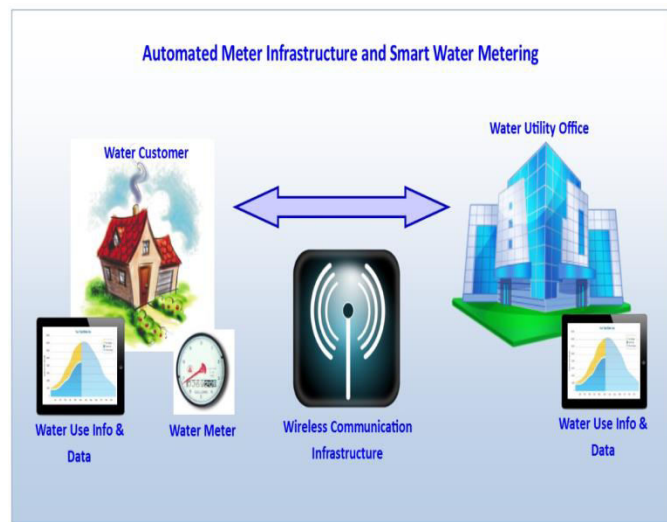 Automated Meter Infrastructure and Smart Water Metering
Water Utility Office
Water Customer
Water Use Info &
Data
Water Meter
Wireless Communication
Infrastructure
Water Use Info &
Data